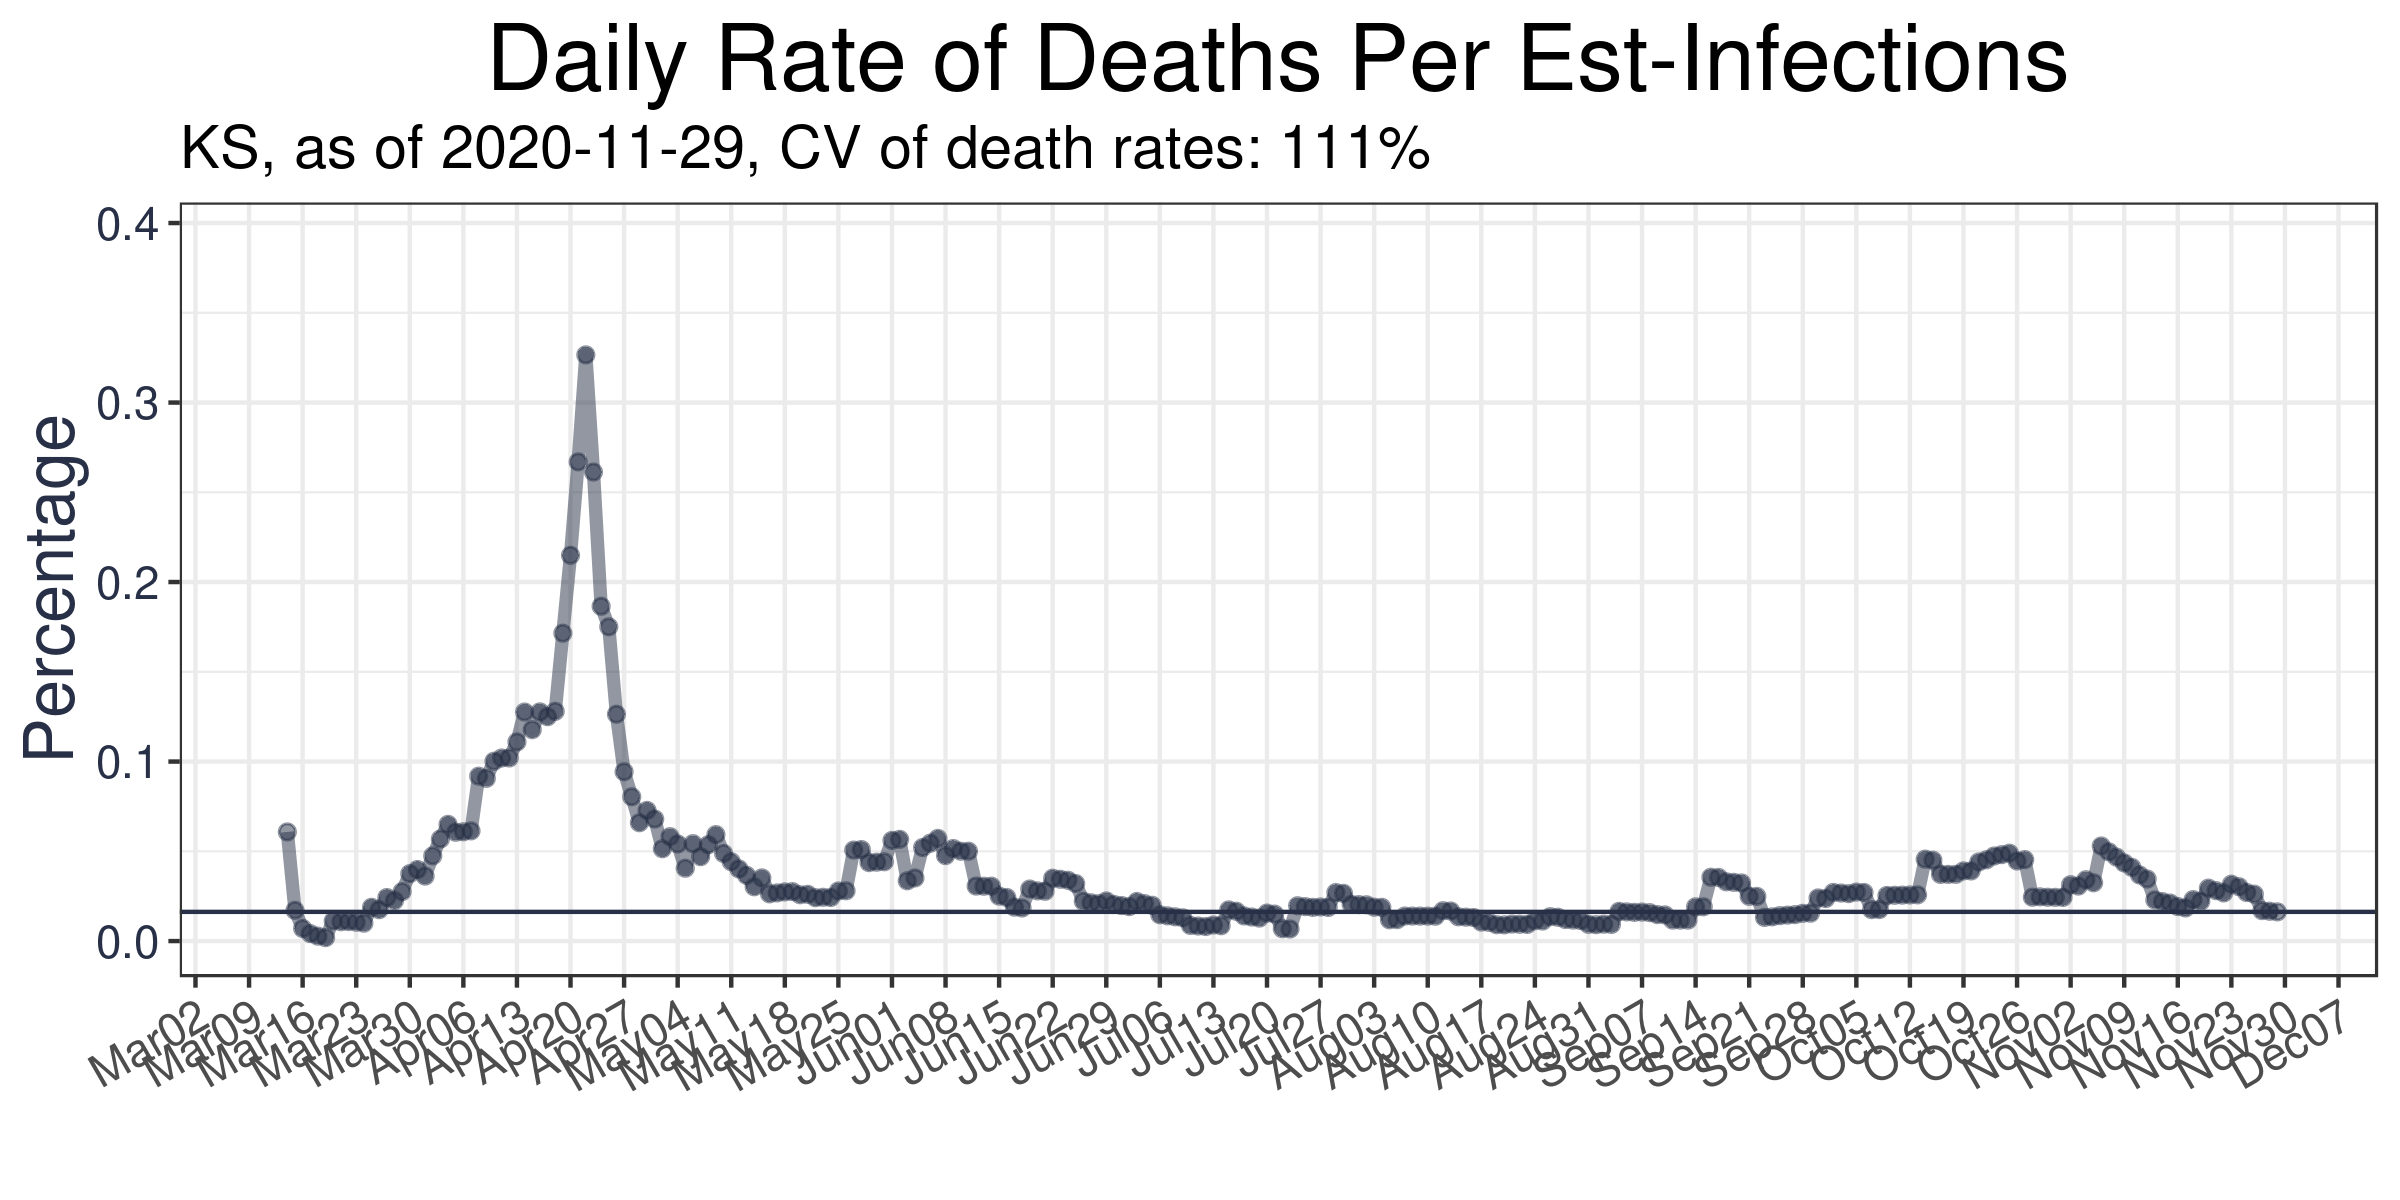 Daily Rate of Deaths Per Est-Infections
KS, as of 2020-11-29, CV of death rates: 111%
Percentage
0.4
0.3
0.2
0.1
0.0
Mar02
Mar09
Mar16
Mar23
Mar30
Apr06
Apr13
Apr20
Apr27
May04
May11
May18
May25
Jun01
Jun08
Jun15
Jun22
Jun29
Jul06
Jul13
Jul20
Jul27
Aug03
Aug10
Aug17
Aug24
Aug31
Sep07
Sep14
Sep21
Sep28
Oct05
Oct12
Oct19
Oct26
Nov02
Nov09
Nov16
Nov23
Nov30
Dec07